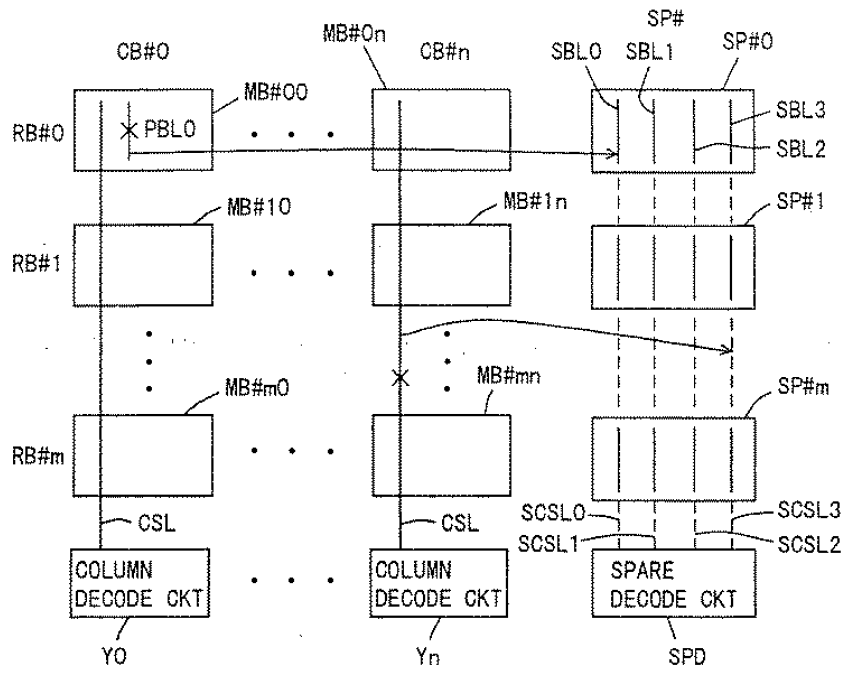 SP#
CB#0
MB#0n
CB#n
SBL0
SBL1
SP#0
MB#00
RB#0
PBL0
SBL3
SBL2
MB#10
MB#1n
SP#1
RB#1
MB#m0
MB#mn
SP#m
RB#m
CSL
CSL
SCSL0
SCSL1
SCSL3
SCSL2
COLUMN
DECODE CKT
COLUMN
DECODE CKT
SPARE
DECODE CKT
Y0
Yn
SPD